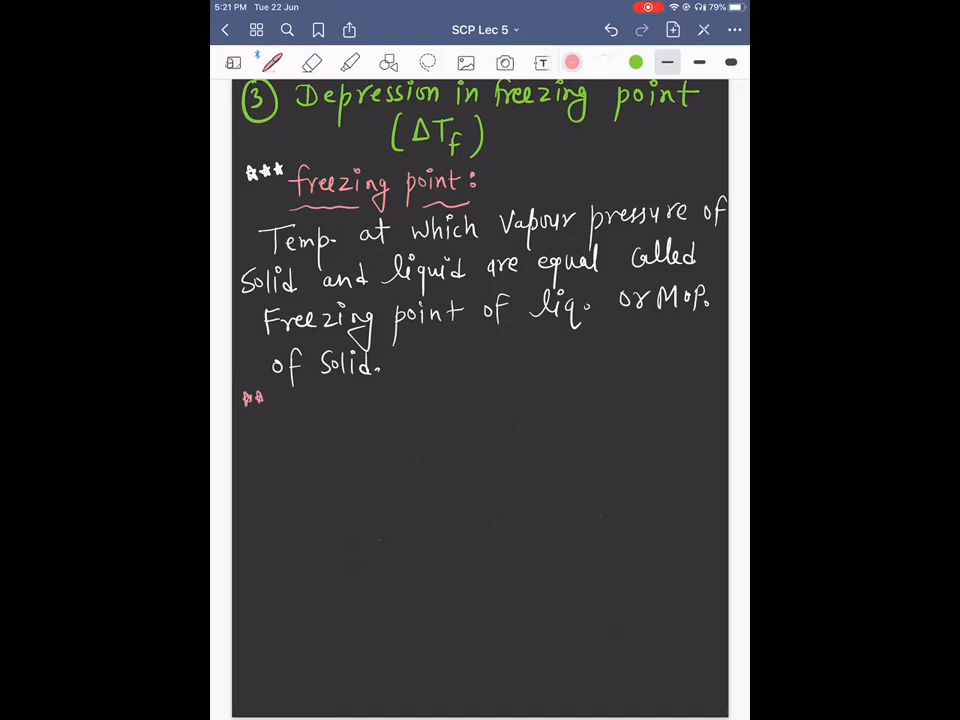 5:21 PM Tue 22 Jun 79%
SCP Lec 5
T
3 Depression in freezing point
(ΔTf)
freezing point:
Temp. at which Vapour pressure of
Solid and liquid are equal called
Freezing point of liq. or M.P.
of Solid.